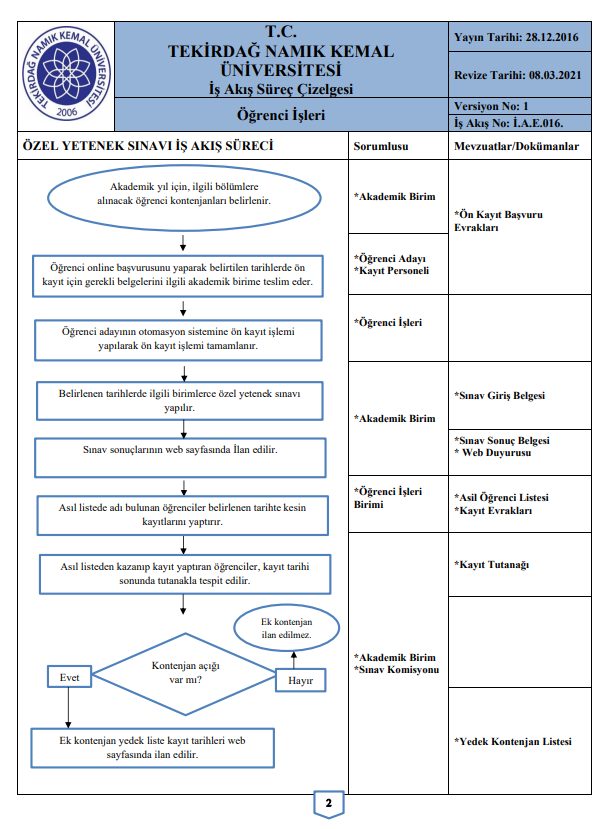 TEKİRDAĞ NAMIK KEMAL ÜNİVERSİTESİ
2006
T.C.
TEKİRDAĞ NAMIK KEMAL
ÜNİVERSİTESİ
İş Akış Süreç Çizelgesi
Öğrenci İşleri
Yayın Tarihi: 28.12.2016
Revize Tarihi: 08.03.2021
Versiyon No: 1
İş Akış No: İ.A.E.016.
ÖZEL YETENEK SINAVI İŞ AKIŞ SÜRECİ
Sorumlusu
Mevzuatlar/Dokümanlar
Akademik yıl için, ilgili bölümlere
alınacak öğrenci kontenjanları belirlenir.
*Akademik Birim
*Ön Kayıt Başvuru
Evrakları
Öğrenci online başvurusunu yaparak belirtilen tarihlerde ön
kayıt için gerekli belgelerini ilgili akademik birime teslim eder.
*Öğrenci Adayı
*Kayıt Personeli
Öğrenci adayının otomasyon sistemine ön kayıt işlemi
yapılarak ön kayıt işlemi tamamlanır.
*Öğrenci İşleri
Belirlenen tarihlerde ilgili birimlerce özel yetenek sınavı
yapılır.
*Akademik Birim
*Sınav Giriş Belgesi
Sınav sonuçlarının web sayfasında İlan edilir.
*Sınav Sonuç Belgesi
* Web Duyurusu
Asıl listede adı bulunan öğrenciler belirlenen tarihte kesin
kayıtlarını yaptırır.
*Öğrenci İşleri
Birimi
*Asil Öğrenci Listesi
*Kayıt Evrakları
Asıl listeden kazanıp kayıt yaptıran öğrenciler, kayıt tarihi
sonunda tutanakla tespit edilir.
*Kayıt Tutanağı
Ek kontenjan
ilan edilmez.
Kontenjan açığı
var mı?
Evet
Hayır
*Akademik Birim
*Sınav Komisyonu
Ek kontenjan yedek liste kayıt tarihleri web
sayfasında ilan edilir.
*Yedek Kontenjan Listesi
2